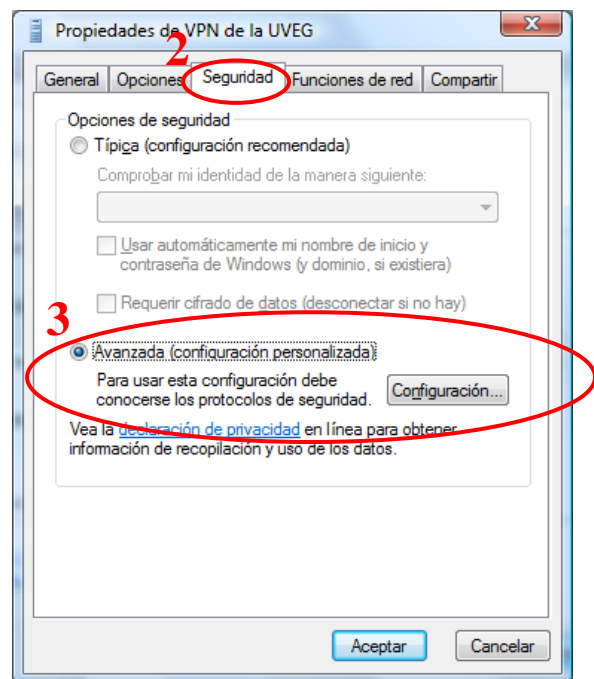 Propiedades de VPN de la UVEG
2
General Opciones Seguridad Funciones de red Compartir
Opciones de seguridad
Típica (configuración recomendada)
Comprobar mi identidad de la manera siguiente:
Usar automáticamente mi nombre de inicio y
contraseña de Windows (y dominio, si existiera)
Requerir cifrado de datos (desconectar si no hay)
3
Avanzada (configuración personalizada)
Para usar esta configuración debe
conocerse los protocolos de seguridad.
Configuración...
Vea la declaración de privacidad en línea para obtener
información de recopilación y uso de los datos.
Aceptar Cancelar